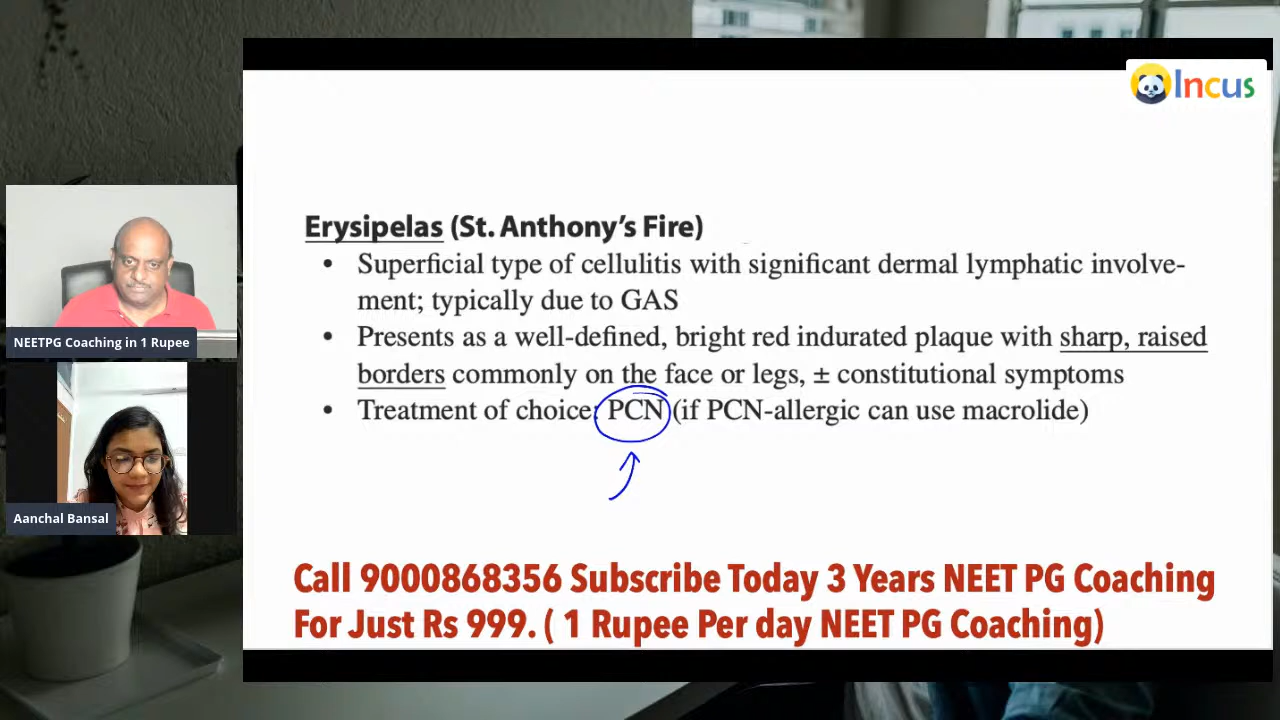 Incus
Erysipelas (St. Anthony’s Fire)
• Superficial type of cellulitis with significant dermal lymphatic involve-
ment; typically due to GAS
• Presents as a well-defined, bright red indurated plaque with sharp, raised
borders commonly on the face or legs, ± constitutional symptoms
• Treatment of choice: PCN (if PCN-allergic can use macrolide)
NEETPG Coaching in 1 Rupee
Aanchal Bansal
Call 9000868356 Subscribe Today 3 Years NEET PG Coaching
For Just Rs 999. ( 1 Rupee Per day NEET PG Coaching)